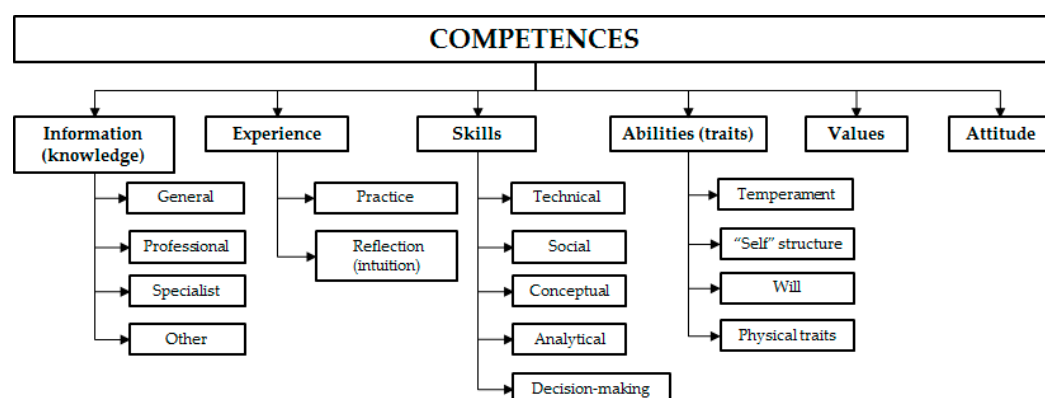 COMPETENCES
Information
(knowledge)
Experience
Skills
Abilities (traits)
Values
Attitude
General
Professional
Specialist
Other
Practice
Reflection
(intuition)
Technical
Social
Conceptual
Analytical
Decision-making
Temperament
“Self” structure
Will
Physical traits